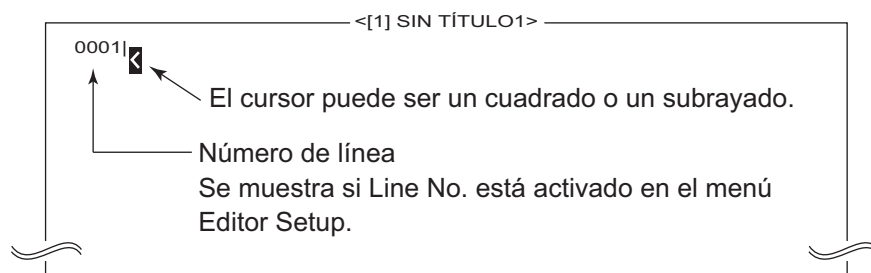 <[1] SIN TÍTULO1>
0001|<
El cursor puede ser un cuadrado o un subrayado.
Número de línea
Se muestra si Line No. está activado en el menú
Editor Setup.